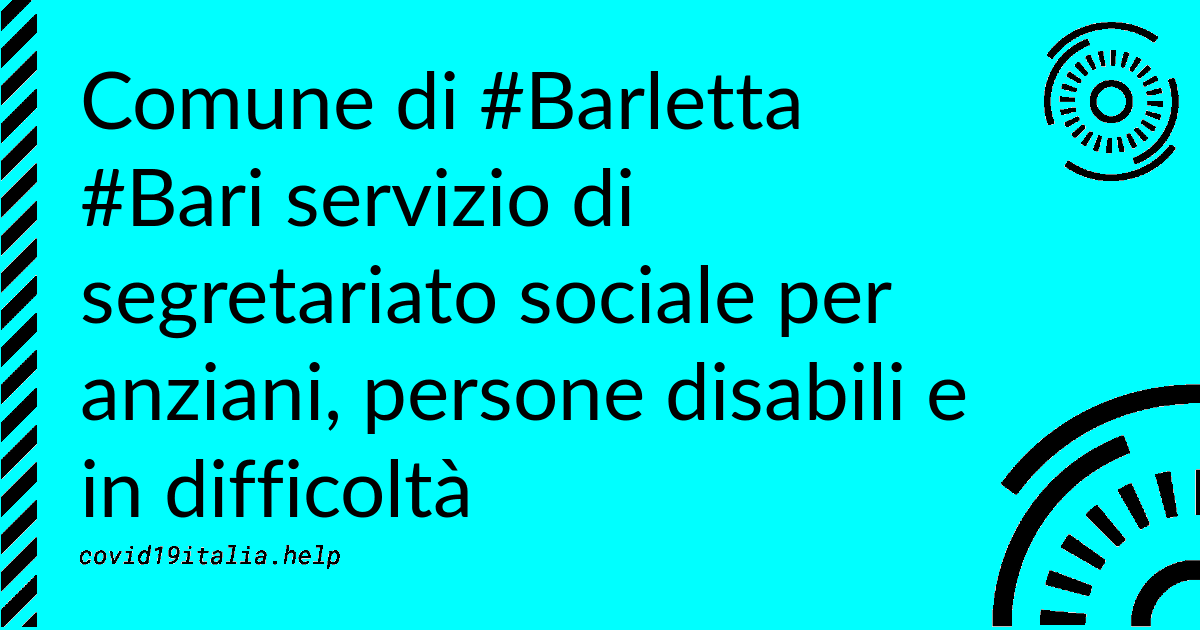 Comune di #Barletta
#Bari servizio di
segretariato sociale per
anziani, persone disabili e
in difficoltà
covid19italia.help